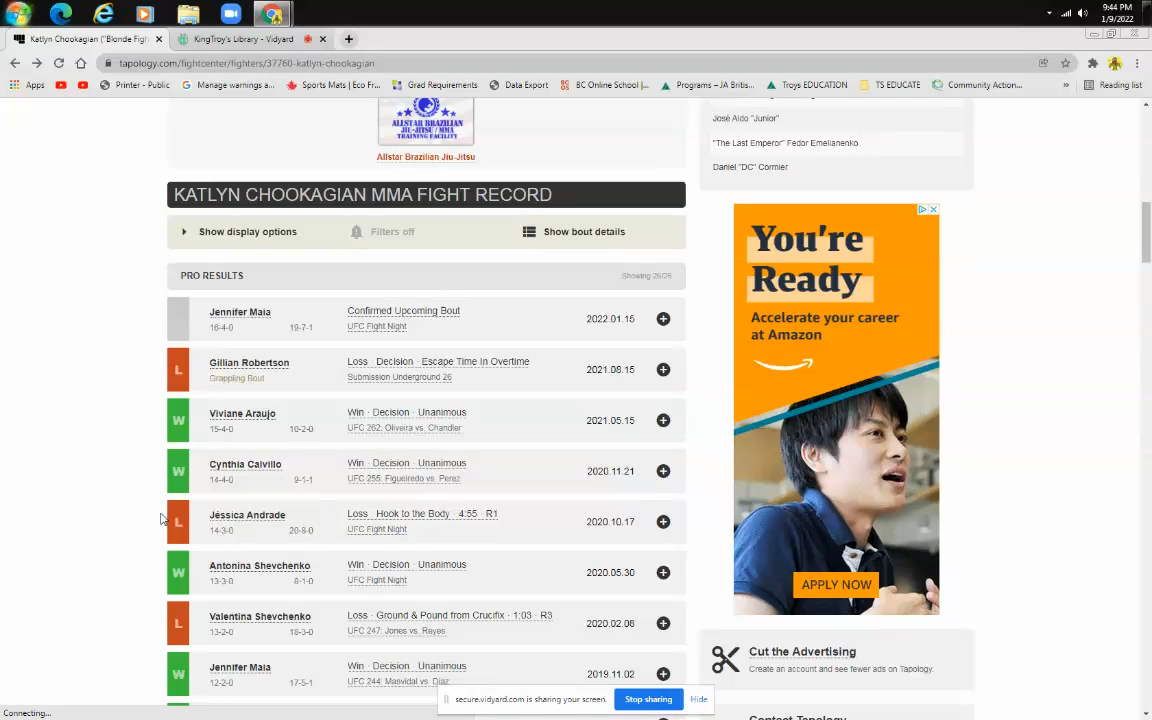 9:44 PM
1/9/2022
Katlyn Chookagian ("Blonde Figh
KingTroy's Library - Vidyard
tapology.com/fightcenter/fighters/37760-katlyn-chookagian
Apps
Printer - Public
Manage warnings a...
Sports Mats | Eco Fr...
Grad Requirements
Data Export
BC Online School |...
Programs – JA Britis...
Troys EDUCATION
TS EDUCATE
Community Action...
»
Reading list
ALLSTAR BRAZILIAN
JIU-JITSU / MMA
TRAINING FACILITY
Allstar Brazilian Jiu-Jitsu
José Aldo "Junior"
"The Last Emperor" Fedor Emelianenko
Daniel "DC" Cormier
KATLYN CHOOKAGIAN MMA FIGHT RECORD
Show display options
Filters off
Show bout details
PRO RESULTS
Showing 26/26
Jennifer Maia
Confirmed Upcoming Bout
2022.01.15
16-4-0
19-7-1
UFC Fight Night
L
Gillian Robertson
Loss · Decision · Escape Time In Overtime
2021.08.15
Grappling Bout
Submission Underground 26
W
Viviane Araujo
Win · Decision · Unanimous
2021.05.15
15-4-0
10-2-0
UFC 262: Oliveira vs. Chandler
W
Cynthia Calvillo
Win · Decision · Unanimous
2020.11.21
14-4-0
9-1-1
UFC 255: Figueiredo vs. Perez
L
Jéssica Andrade
Loss · Hook to the Body · 4:55 · R1
2020.10.17
14-3-0
20-8-0
UFC Fight Night
W
Antonina Shevchenko
Win · Decision · Unanimous
2020.05.30
13-3-0
8-1-0
UFC Fight Night
L
Valentina Shevchenko
Loss · Ground & Pound from Crucifix · 1:03 · R3
2020.02.08
13-2-0
18-3-0
UFC 247: Jones vs. Reyes
W
Jennifer Maia
Win · Decision · Unanimous
2019.11.02
12-2-0
17-5-1
UFC 244: Masvidal vs. Diaz
You're
Ready
Accelerate your career
at Amazon
APPLY NOW
Cut the Advertising
Create an account and see fewer ads on Tapology.
secure.vidyard.com is sharing your screen.
Stop sharing
Hide
Connecting...